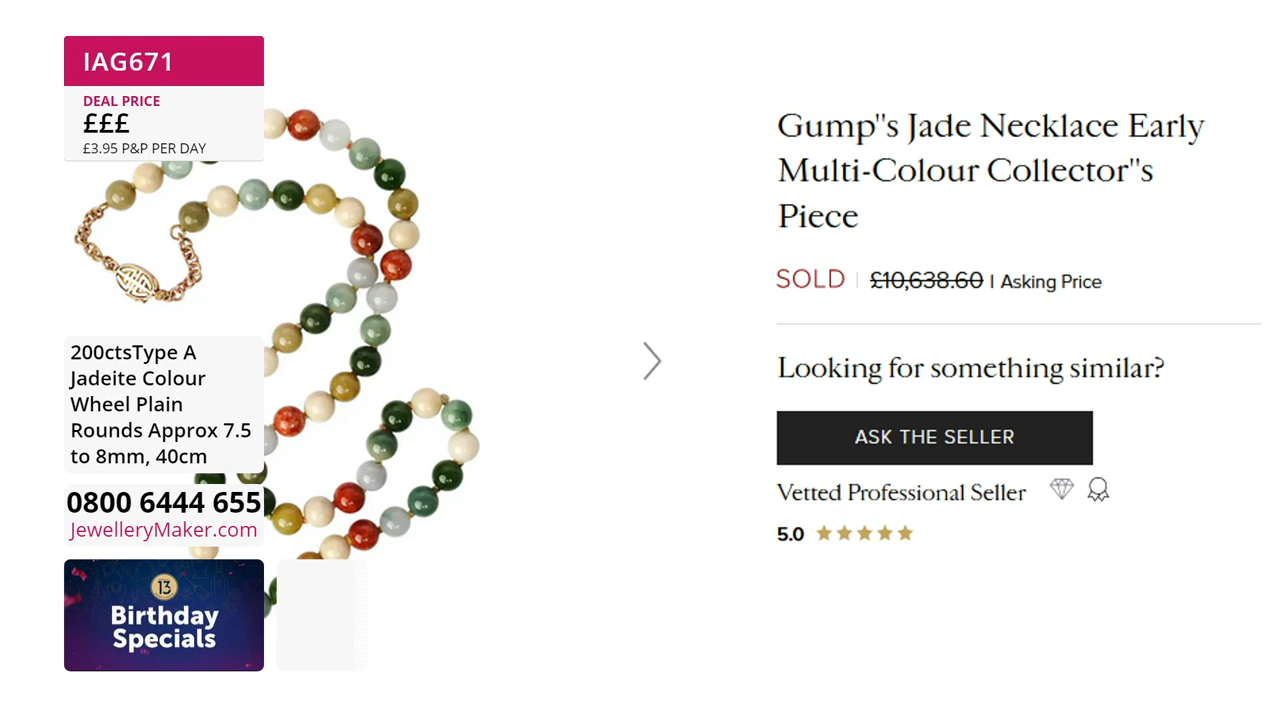 IAG671
DEAL PRICE
£££
£3.95 P&P PER DAY
200ctsType A
Jadeite Colour
Wheel Plain
Rounds Approx 7.5
to 8mm, 40cm
0800 6444 655
JewelleryMaker.com
13
Birthday
Specials
Gump"s Jade Necklace Early
Multi-Colour Collector"s
Piece
SOLD £10,638.60 | Asking Price
Looking for something similar?
ASK THE SELLER
Vetted Professional Seller
5.0